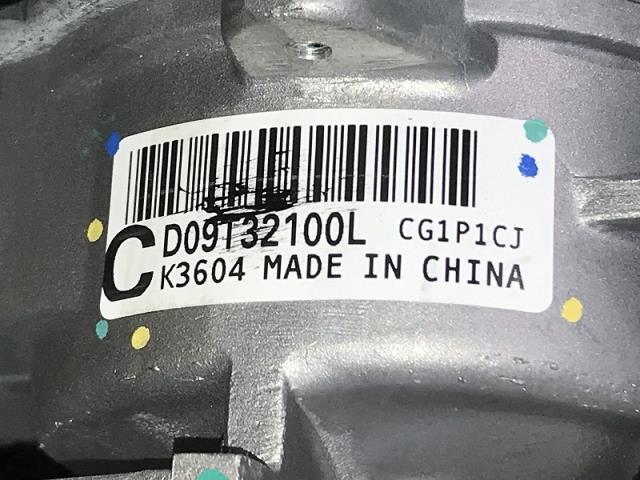 C D09T32100L CG1P1CJ
K3604 MADE IN CHINA